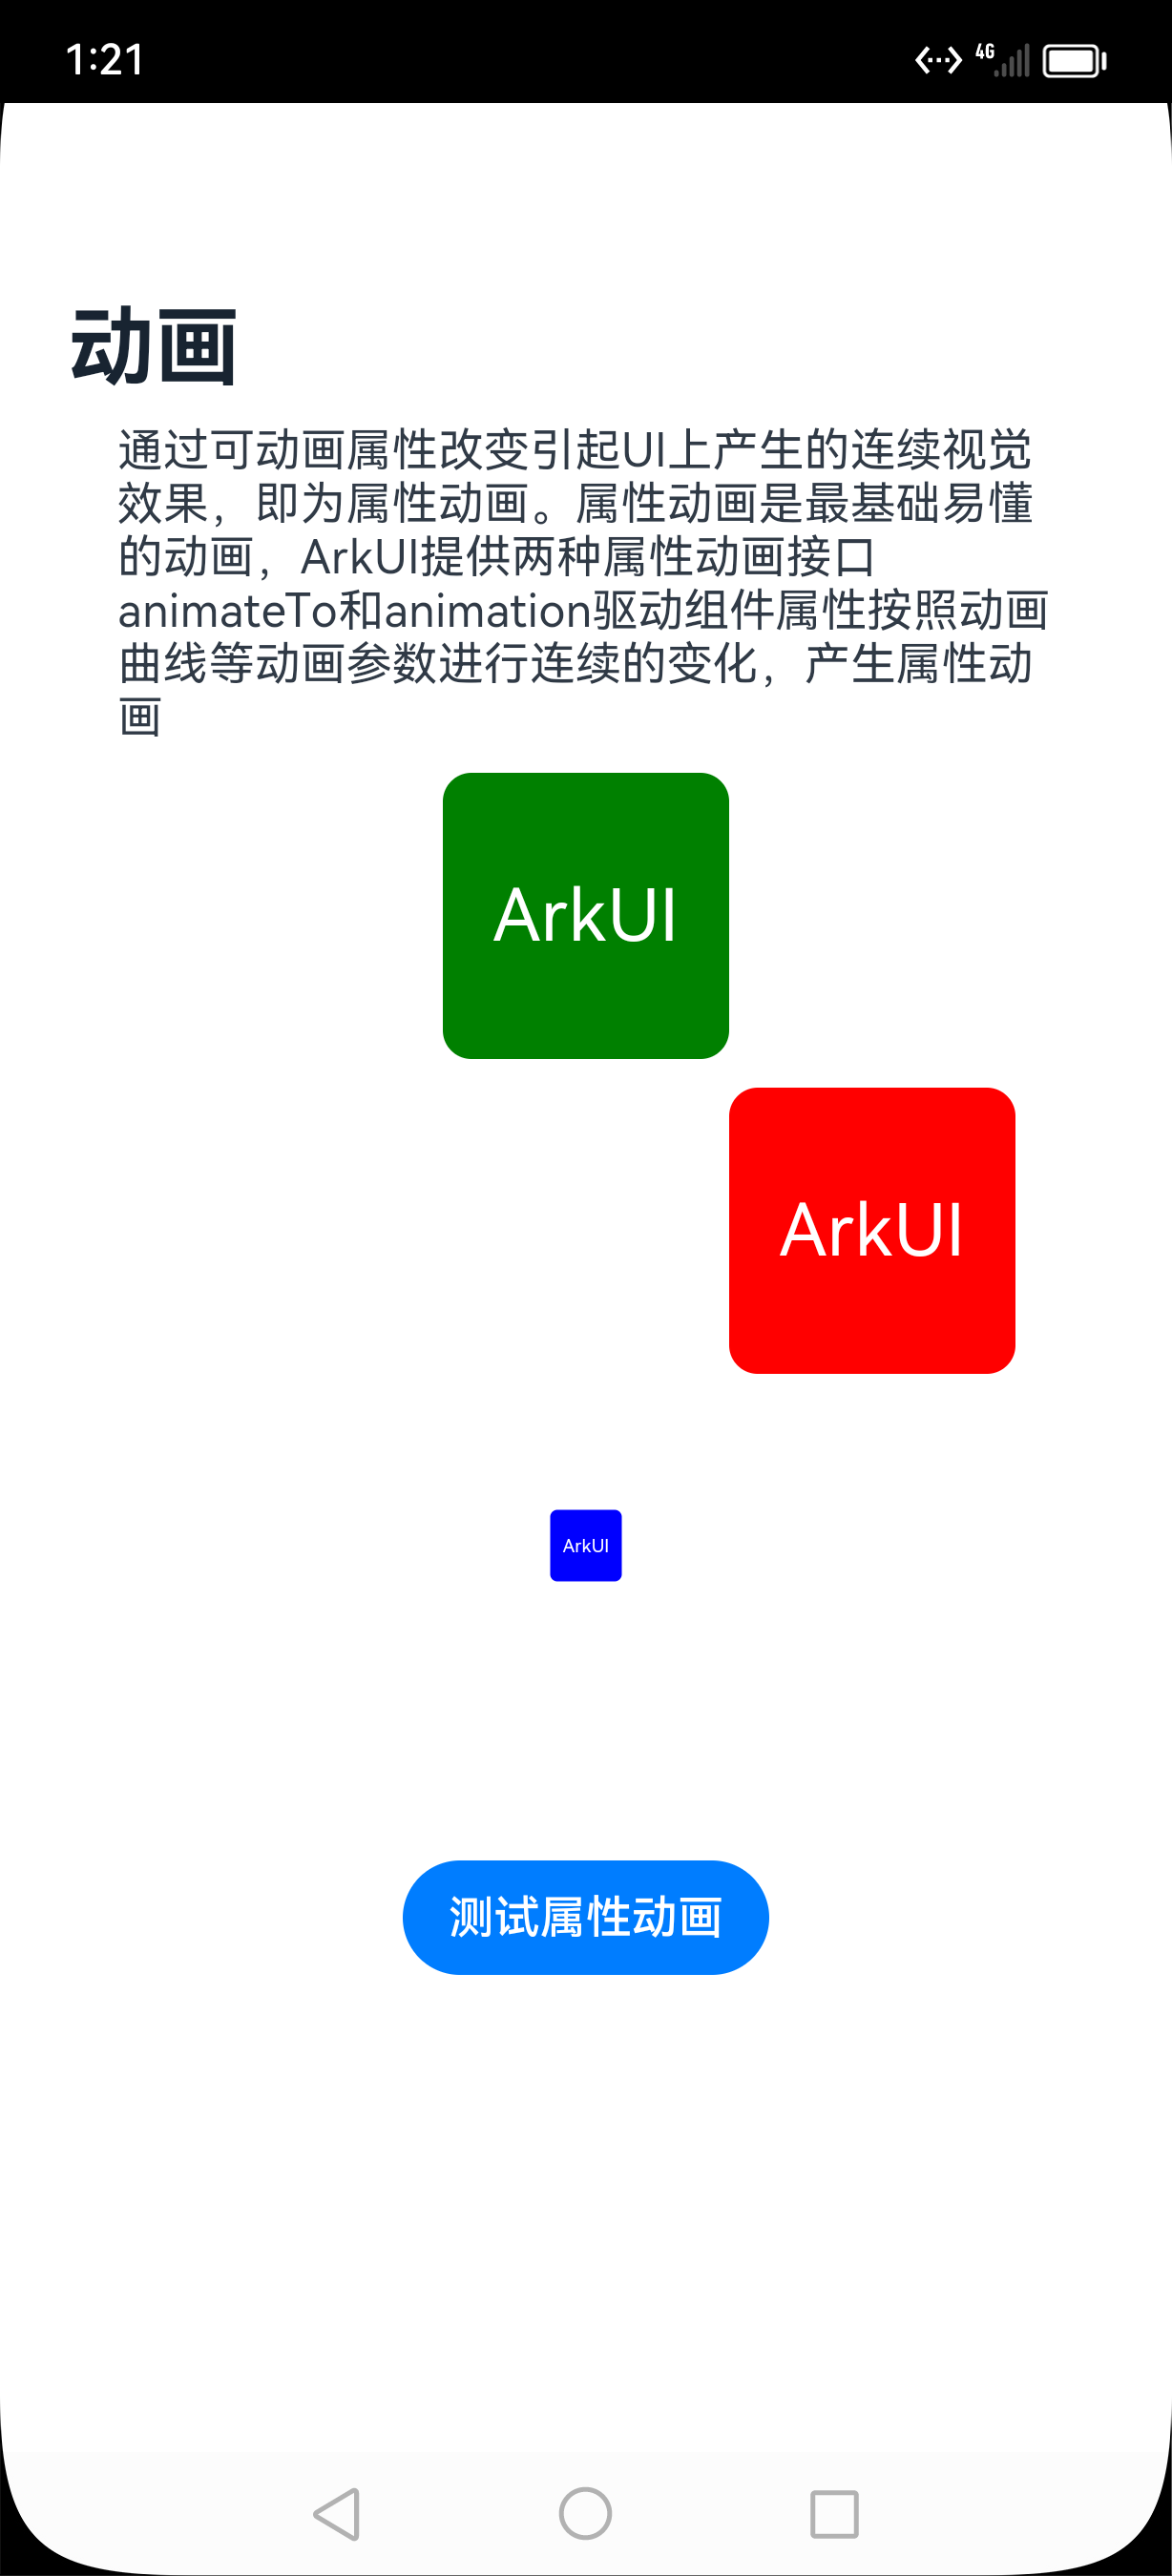 1:21
4G
动画
通过可动画属性改变引起UI上产生的连续视觉
效果，即为属性动画。属性动画是最基础易懂
的动画，ArkUI提供两种属性动画接口
animateTo和animation驱动组件属性按照动画
曲线等动画参数进行连续的变化，产生属性动
画
ArkUI
ArkUI
ArkUI
测试属性动画